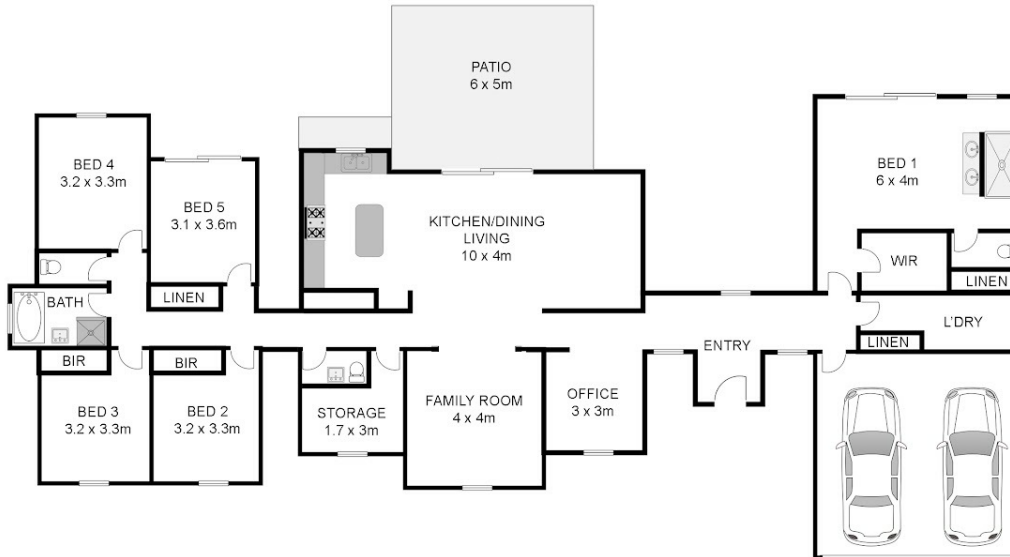 PATIO
6 x 5m
BED 4
3.2 x 3.3m
BED 5
3.1 x 3.6m
KITCHEN/DINING
LIVING
10 x 4m
BED 1
6 x 4m
WIR
LINEN
LINEN
BATH
L'DRY
LINEN
ENTRY
BIR
BIR
BED 3
3.2 x 3.3m
BED 2
3.2 x 3.3m
STORAGE
1.7 x 3m
FAMILY ROOM
4 x 4m
OFFICE
3 x 3m